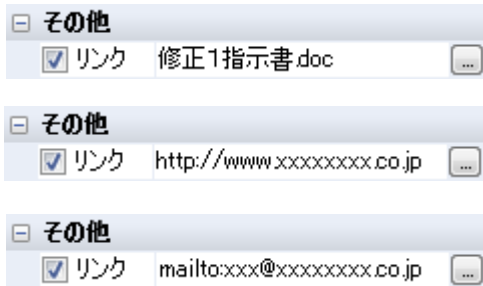 その他
リンク 修正1指示書.doc ...
その他
リンク http://www.xxxxxxxx.co.jp ...
その他
リンク mailto:xxx@xxxxxxxx.co.jp ...